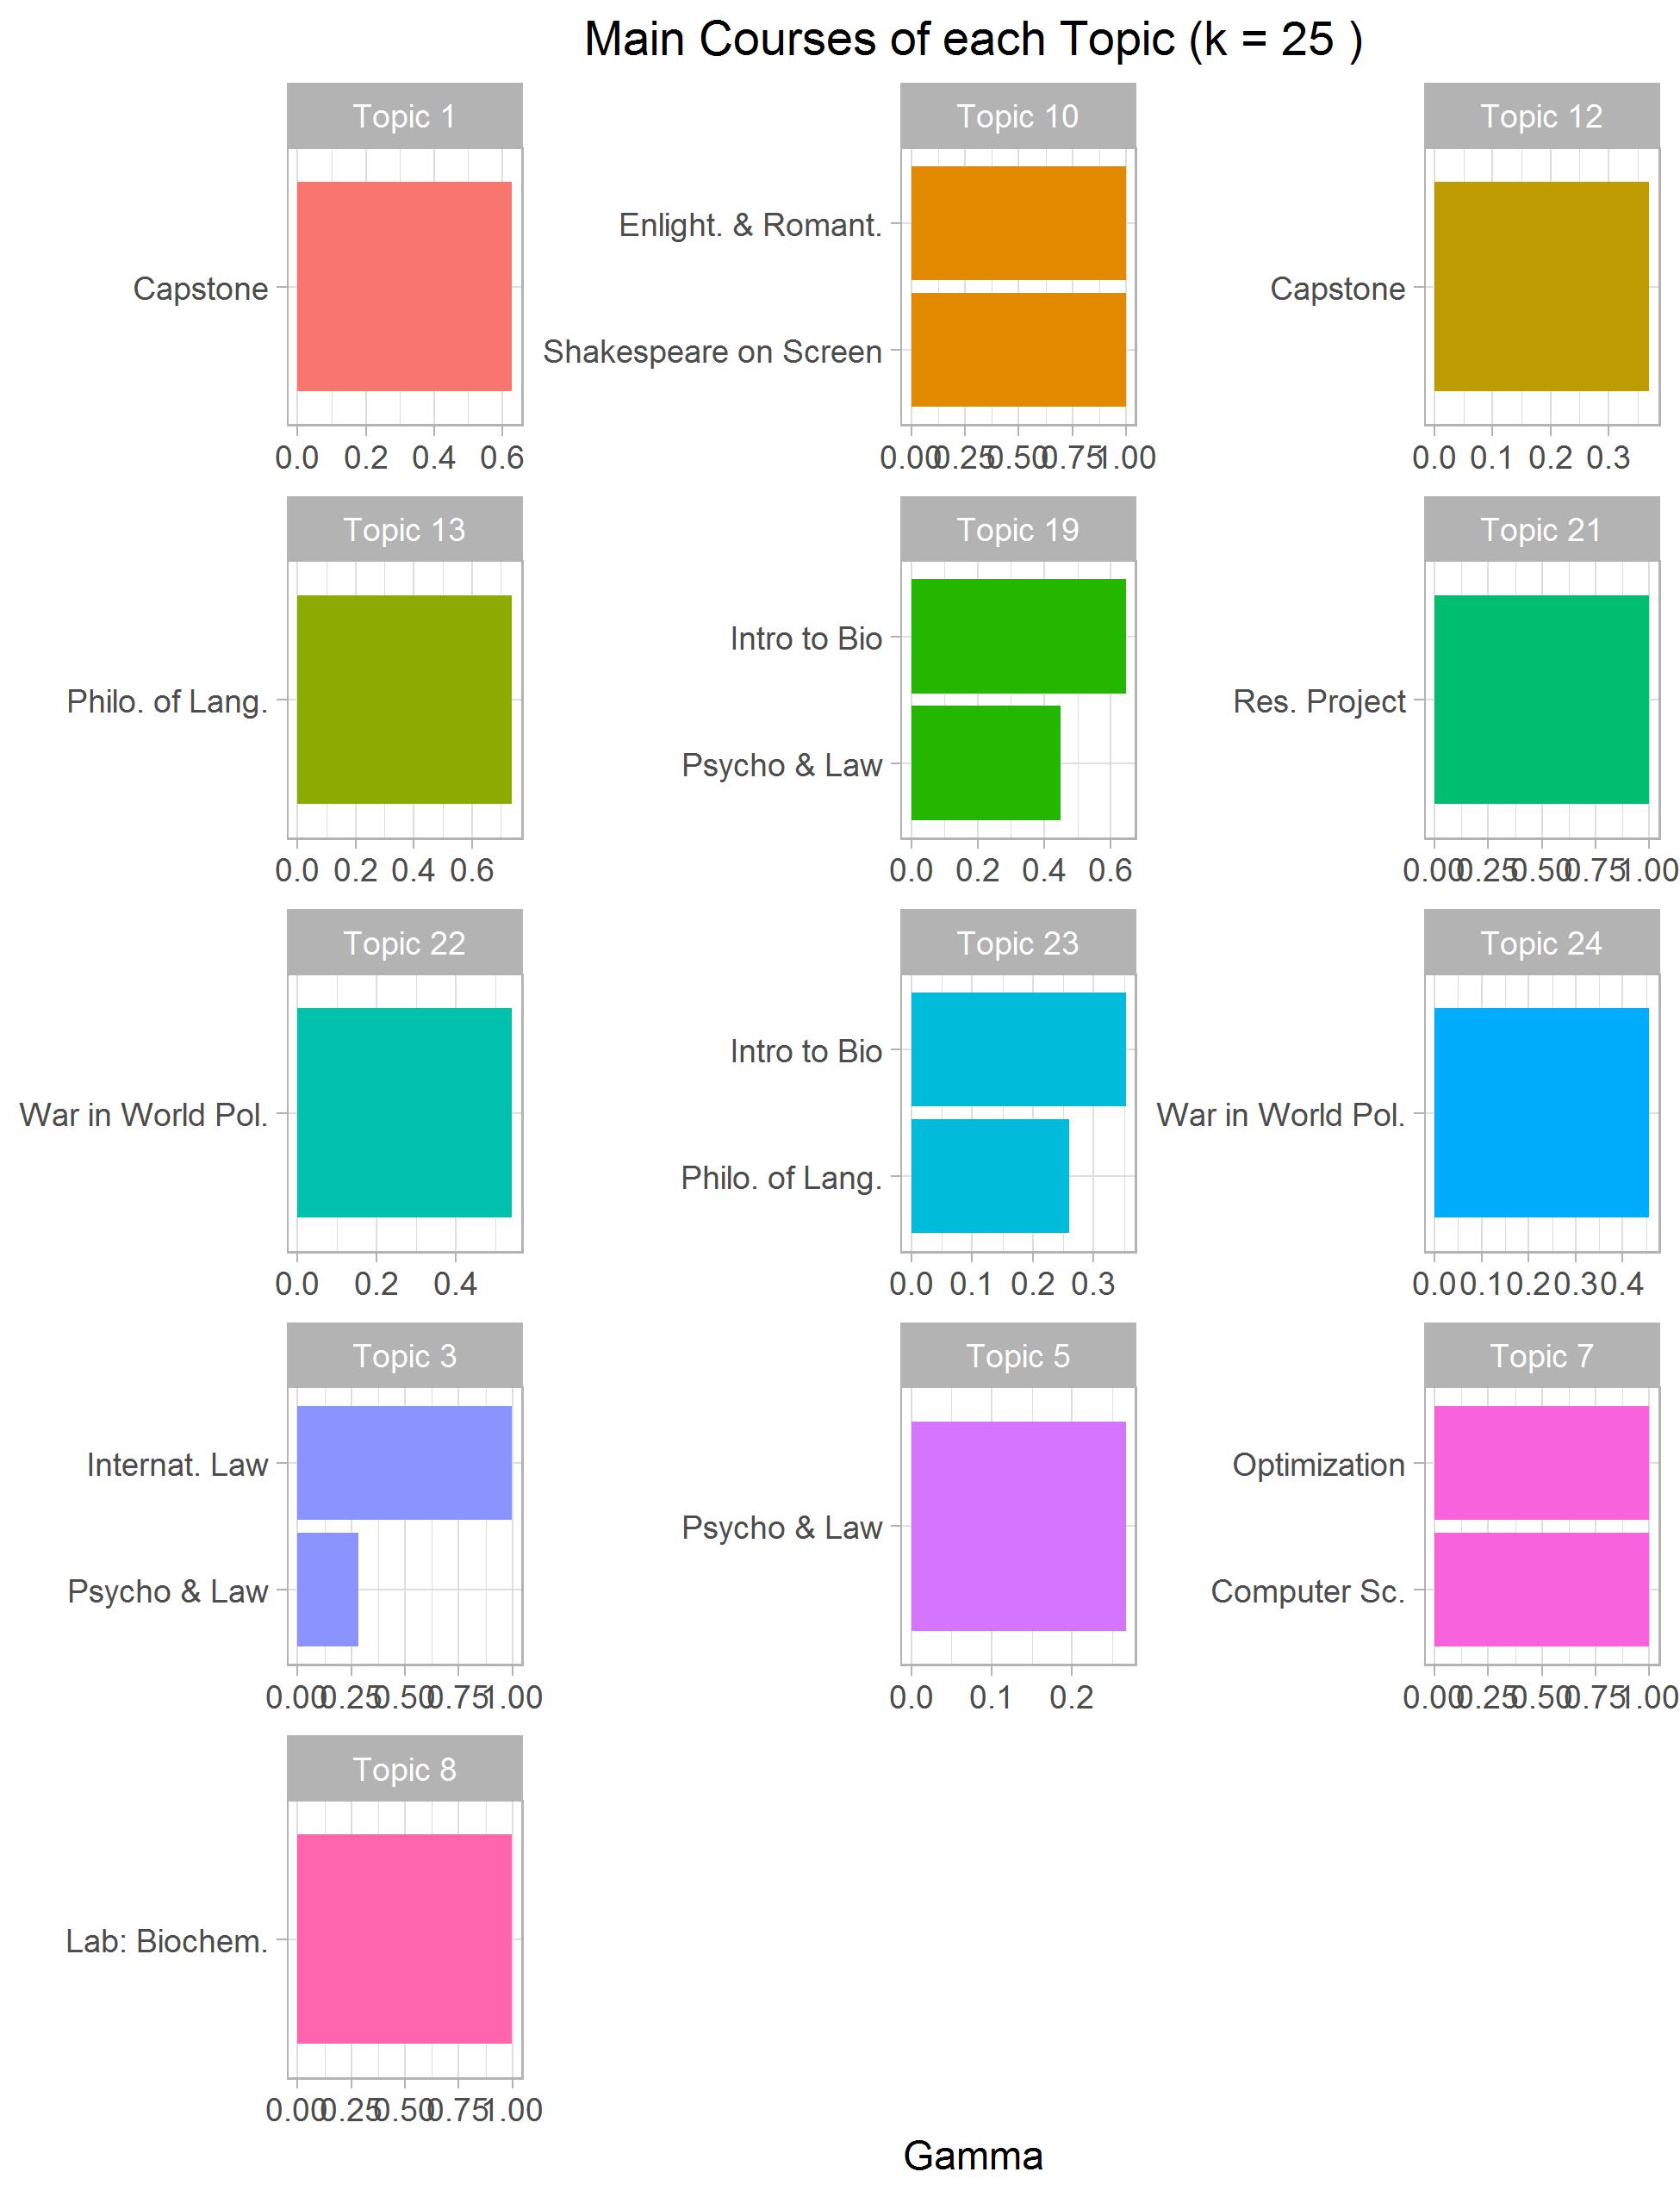 Main Courses of each Topic (k = 25 )
Topic 1
Capstone
0.0 0.2 0.4 0.6
Topic 10
Enlight. & Romant.
Shakespeare on Screen
0.00 0.25 0.50 0.75 1.00
Topic 12
Capstone
0.0 0.1 0.2 0.3
Topic 13
Philo. of Lang.
0.0 0.2 0.4 0.6
Topic 19
Intro to Bio
Psycho & Law
0.0 0.2 0.4 0.6
Topic 21
Res. Project
0.00 0.25 0.50 0.75 1.00
Topic 22
War in World Pol.
0.0 0.2 0.4
Topic 23
Intro to Bio
Philo. of Lang.
0.0 0.1 0.2 0.3
Topic 24
War in World Pol.
0.0 0.1 0.2 0.3 0.4
Topic 3
Internat. Law
Psycho & Law
0.00 0.25 0.50 0.75 1.00
Topic 5
Psycho & Law
0.0 0.1 0.2
Topic 7
Optimization
Computer Sc.
0.00 0.25 0.50 0.75 1.00
Topic 8
Lab: Biochem.
0.00 0.25 0.50 0.75 1.00
Gamma